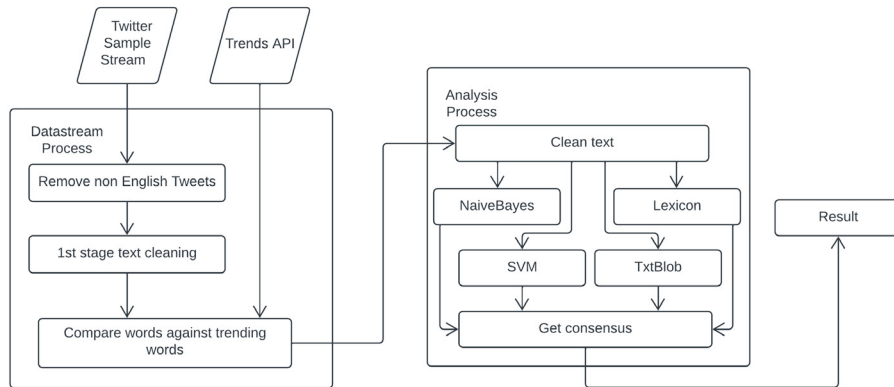 Twitter
Sample
Stream
Trends API
Datastream
Process
Remove non English Tweets
1st stage text cleaning
Compare words against trending
words
Analysis
Process
Clean text
NaiveBayes
Lexicon
SVM
TxtBlob
Get consensus
Result